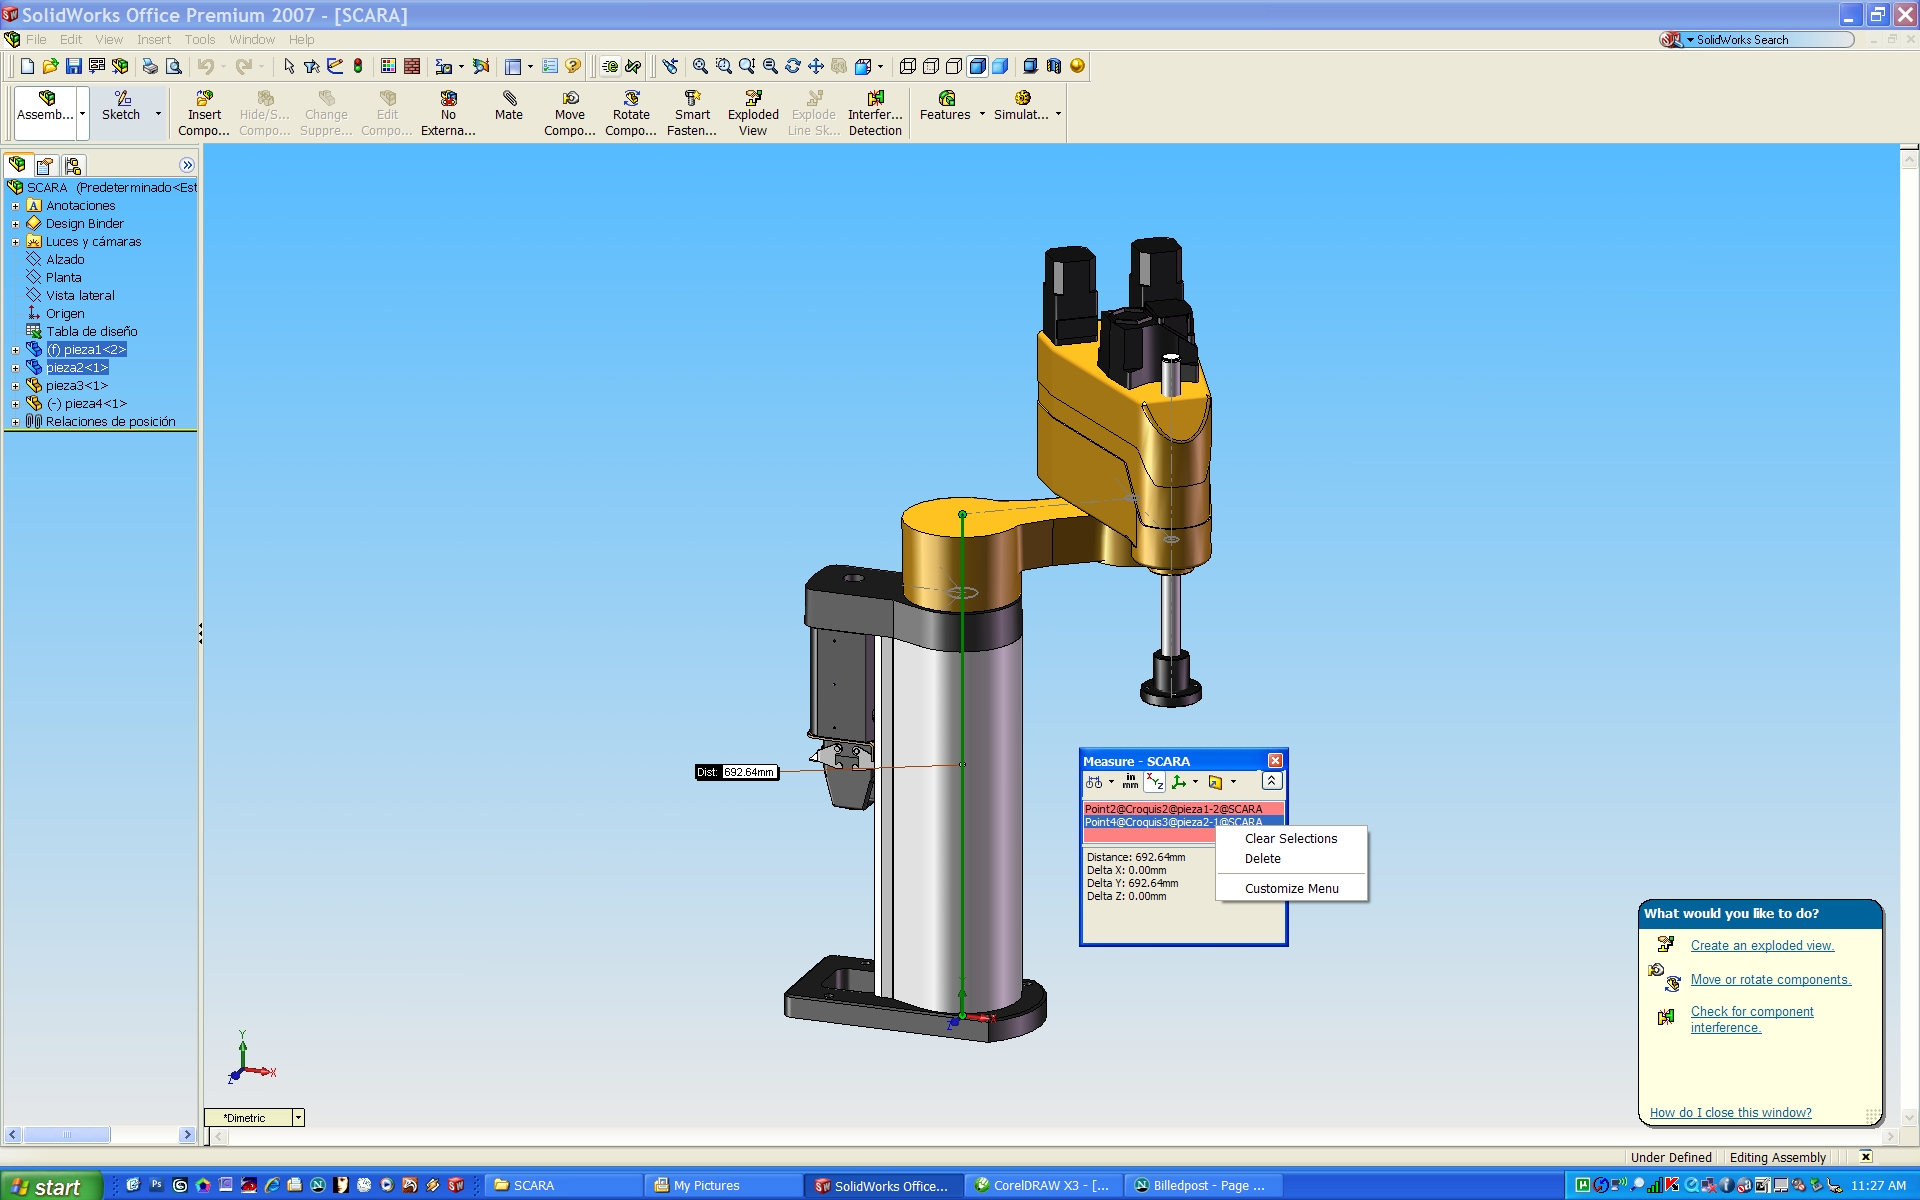 SolidWorks Office Premium 2007 - [SCARA]
File Edit View Insert Tools Window Help
SolidWorks Search
Assemb... Sketch
Insert Compo...
Hide/S... Compo...
Change Suppre...
Edit Compo...
No Externa...
Mate
Move Compo...
Rotate Compo...
Smart Fasten...
Exploded View
Explode Line Sk...
Interfer... Detection
Features
Simulat...
SCARA (Predeterminado<Est
Anotaciones
Design Binder
Luces y cámaras
Alzado
Planta
Vista lateral
Origen
Tabla de diseño
(f) pieza1<2>
pieza2<1>
pieza3<1>
(-) pieza4<1>
Relaciones de posición
Dist: 692.64mm
Measure - SCARA
in
mm
Point2@Croquis2@pieza1-2@SCARA
Point4@Croquis3@pieza2-1@SCARA
Distance: 692.64mm
Delta X: 0.00mm
Delta Y: 692.64mm
Delta Z: 0.00mm
Clear Selections
Delete
Customize Menu
What would you like to do?
Create an exploded view.
Move or rotate components.
Check for component
interference.
How do I close this window?
Y
X
Z
*Dimetric
Under Defined Editing Assembly
start
SCARA
My Pictures
SolidWorks Office...
CorelDRAW X3 - [...
Billedpost - Page ...
11:27 AM